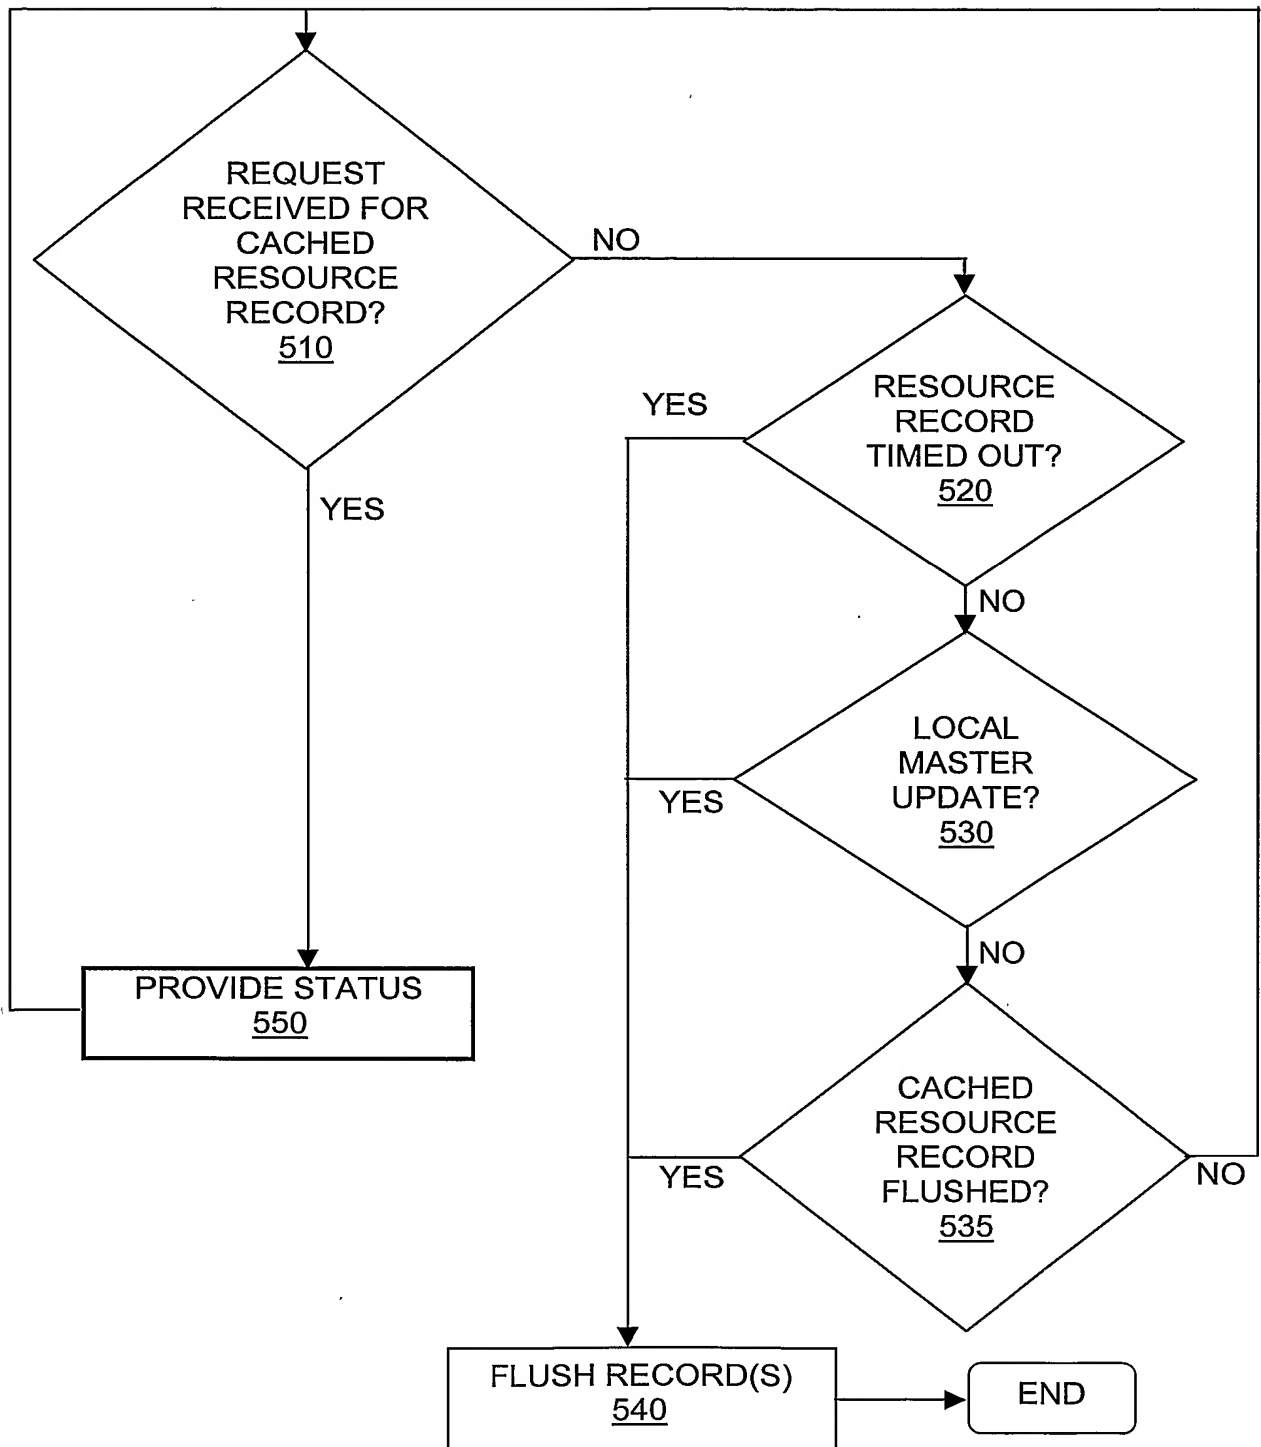 REQUEST
RECEIVED FOR
CACHED
RESOURCE
RECORD?
510
NO
YES
RESOURCE
RECORD
TIMED OUT?
520
YES
NO
LOCAL
MASTER
UPDATE?
530
YES
NO
PROVIDE STATUS
550
CACHED
RESOURCE
RECORD
FLUSHED?
535
YES
NO
FLUSH RECORD(S)
540
END